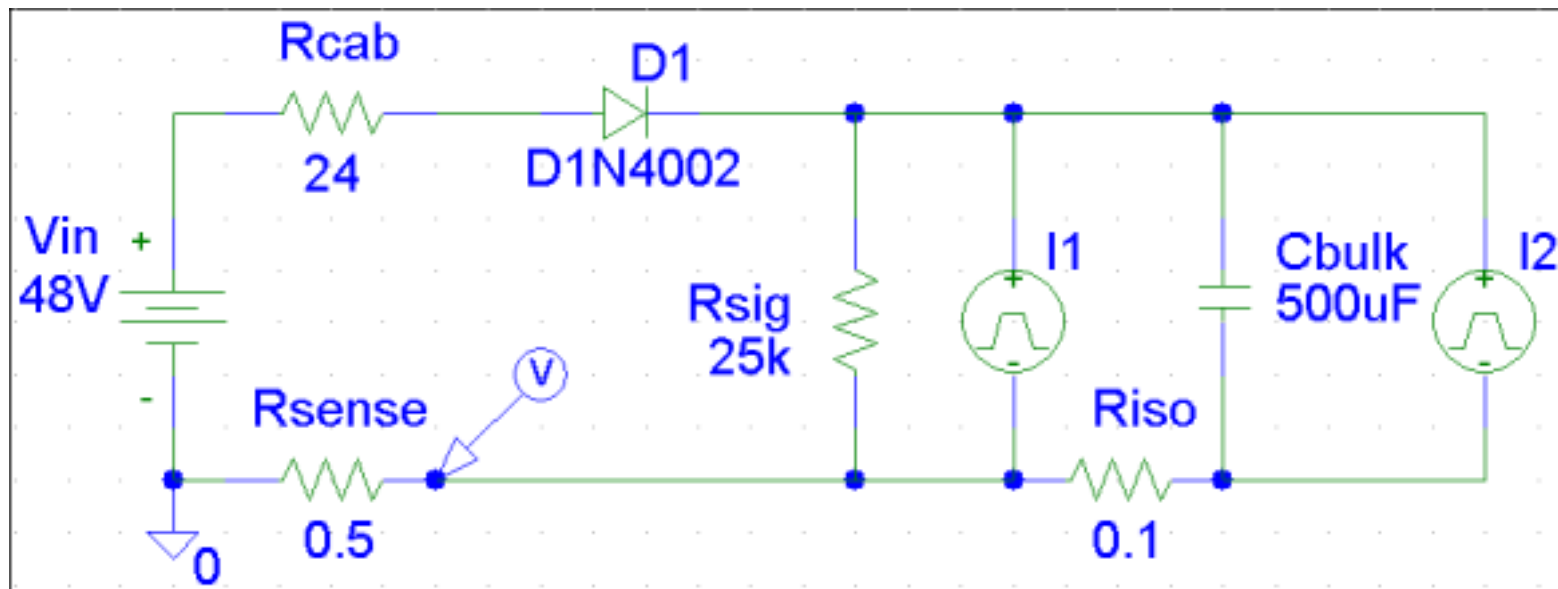 Rcab
24
D1
D1N4002
Vin
48V
+
-
Rsense
0.5
0
V
Rsig
25k
I1
+
-
Riso
0.1
Cbulk
500uF
I2
+
-